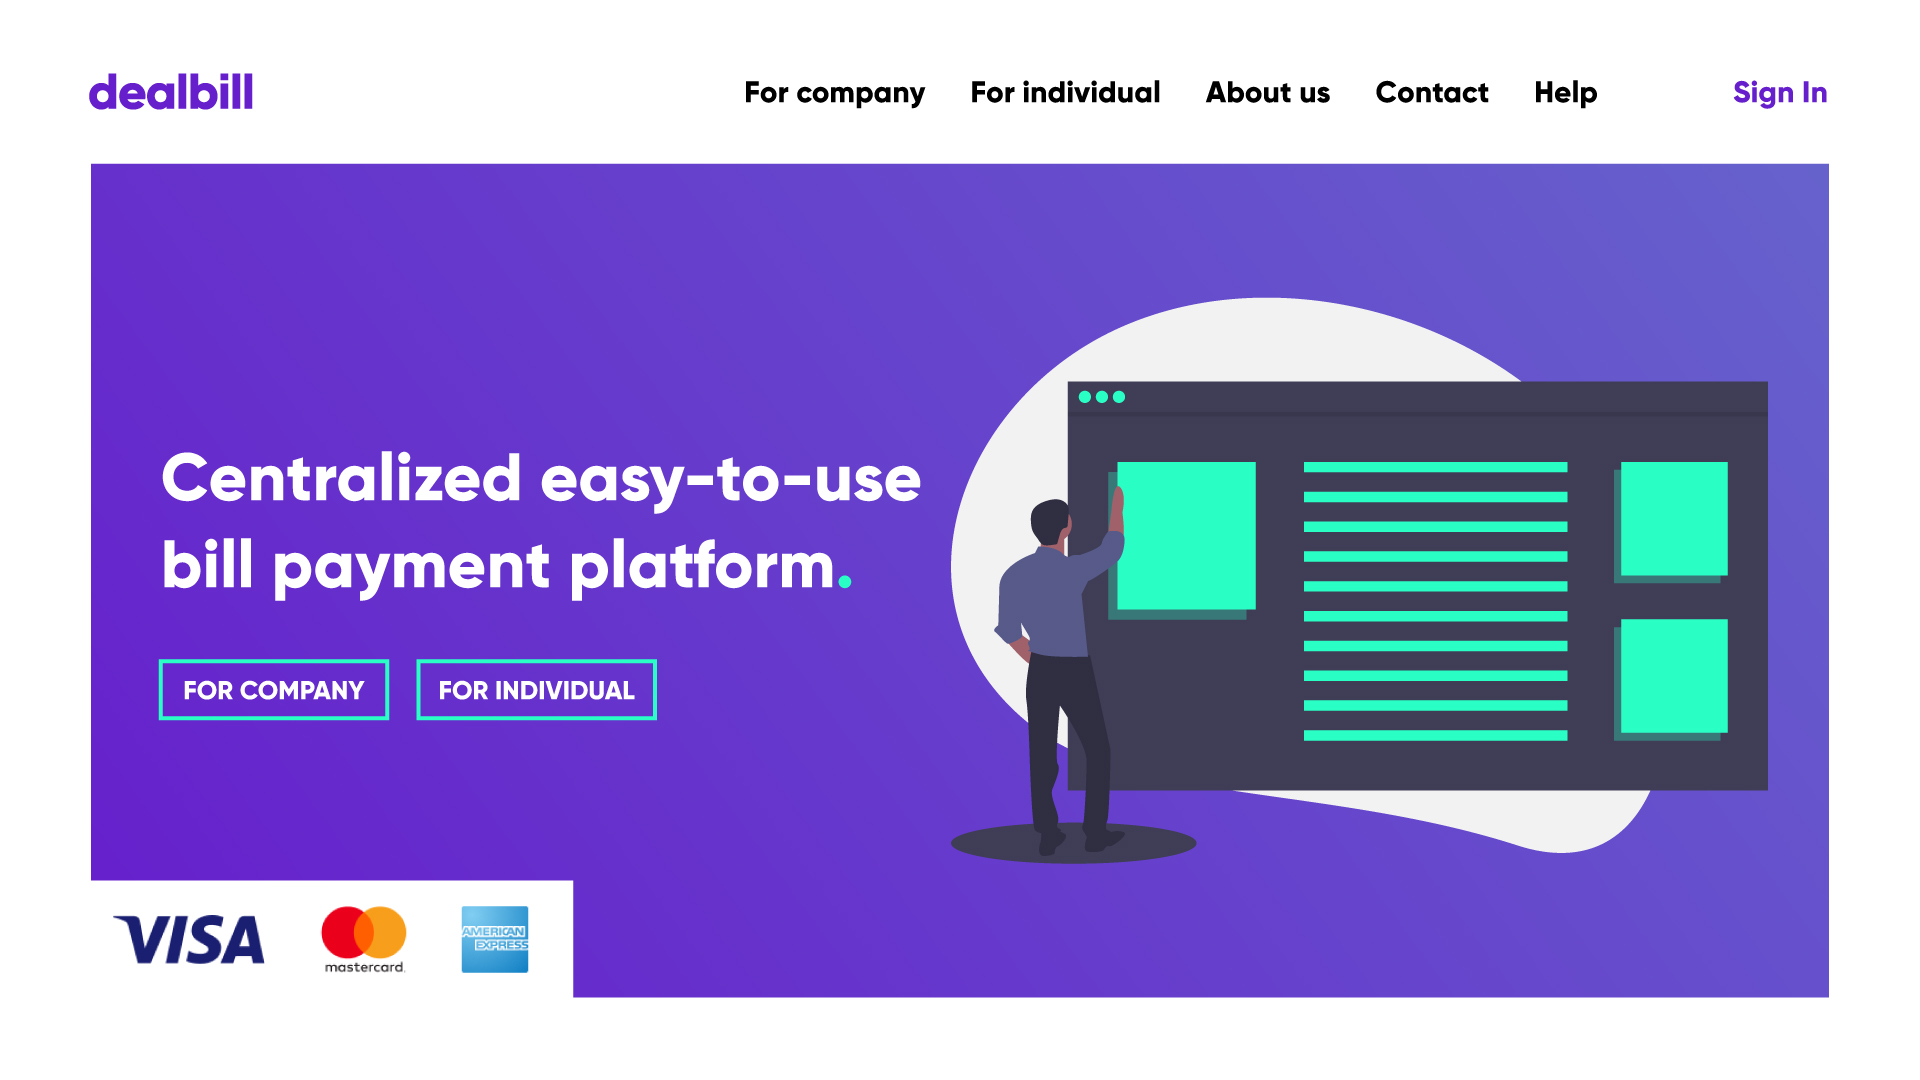 dealbill
For company For individual About us Contact Help Sign In
Centralized easy-to-use
bill payment platform.
FOR COMPANY FOR INDIVIDUAL
VISA
mastercard.
AMERICAN
EXPRESS